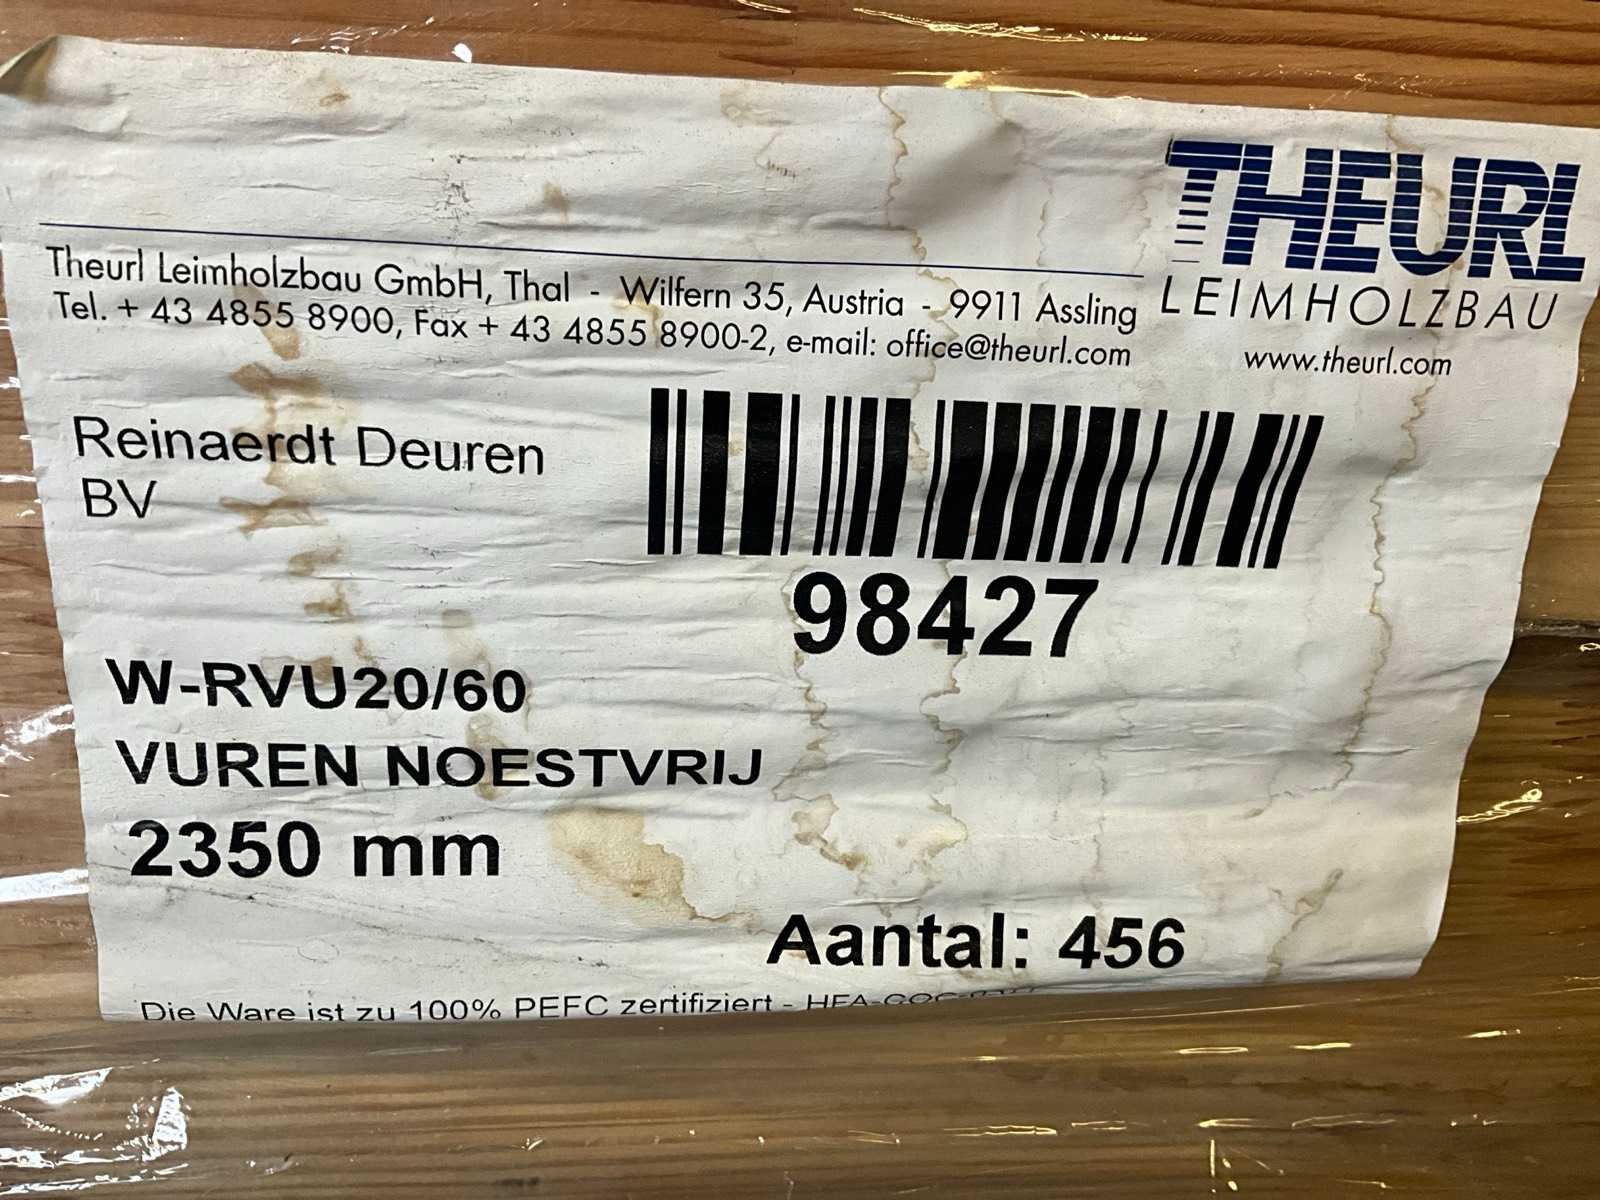 THEURL
LEIMHOLZBAU
www.theurl.com
Theurl Leimholzbau GmbH, Thal - Wilfern 35, Austria - 9911 Assling
Tel. + 43 4855 8900, Fax + 43 4855 8900-2, e-mail: office@theurl.com
Reinaerdt Deuren
BV
98427
W-RVU20/60
VUREN NOESTVRIJ
2350 mm
Aantal: 456
Die Ware ist zu 100% PEFC zertifiziert -